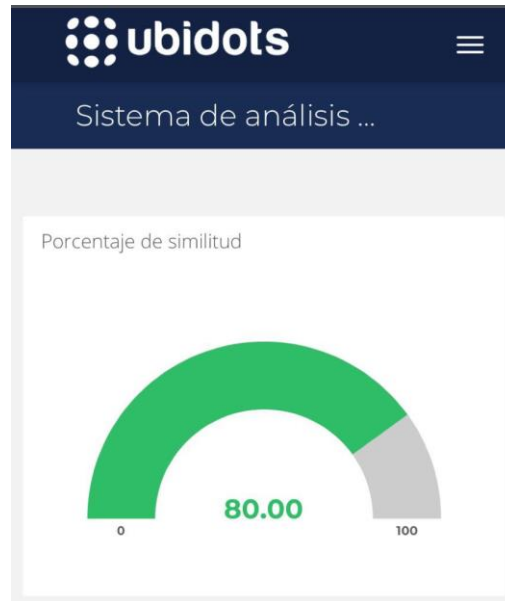 ubidots
Sistema de análisis ...
Porcentaje de similitud
80.00
0
100